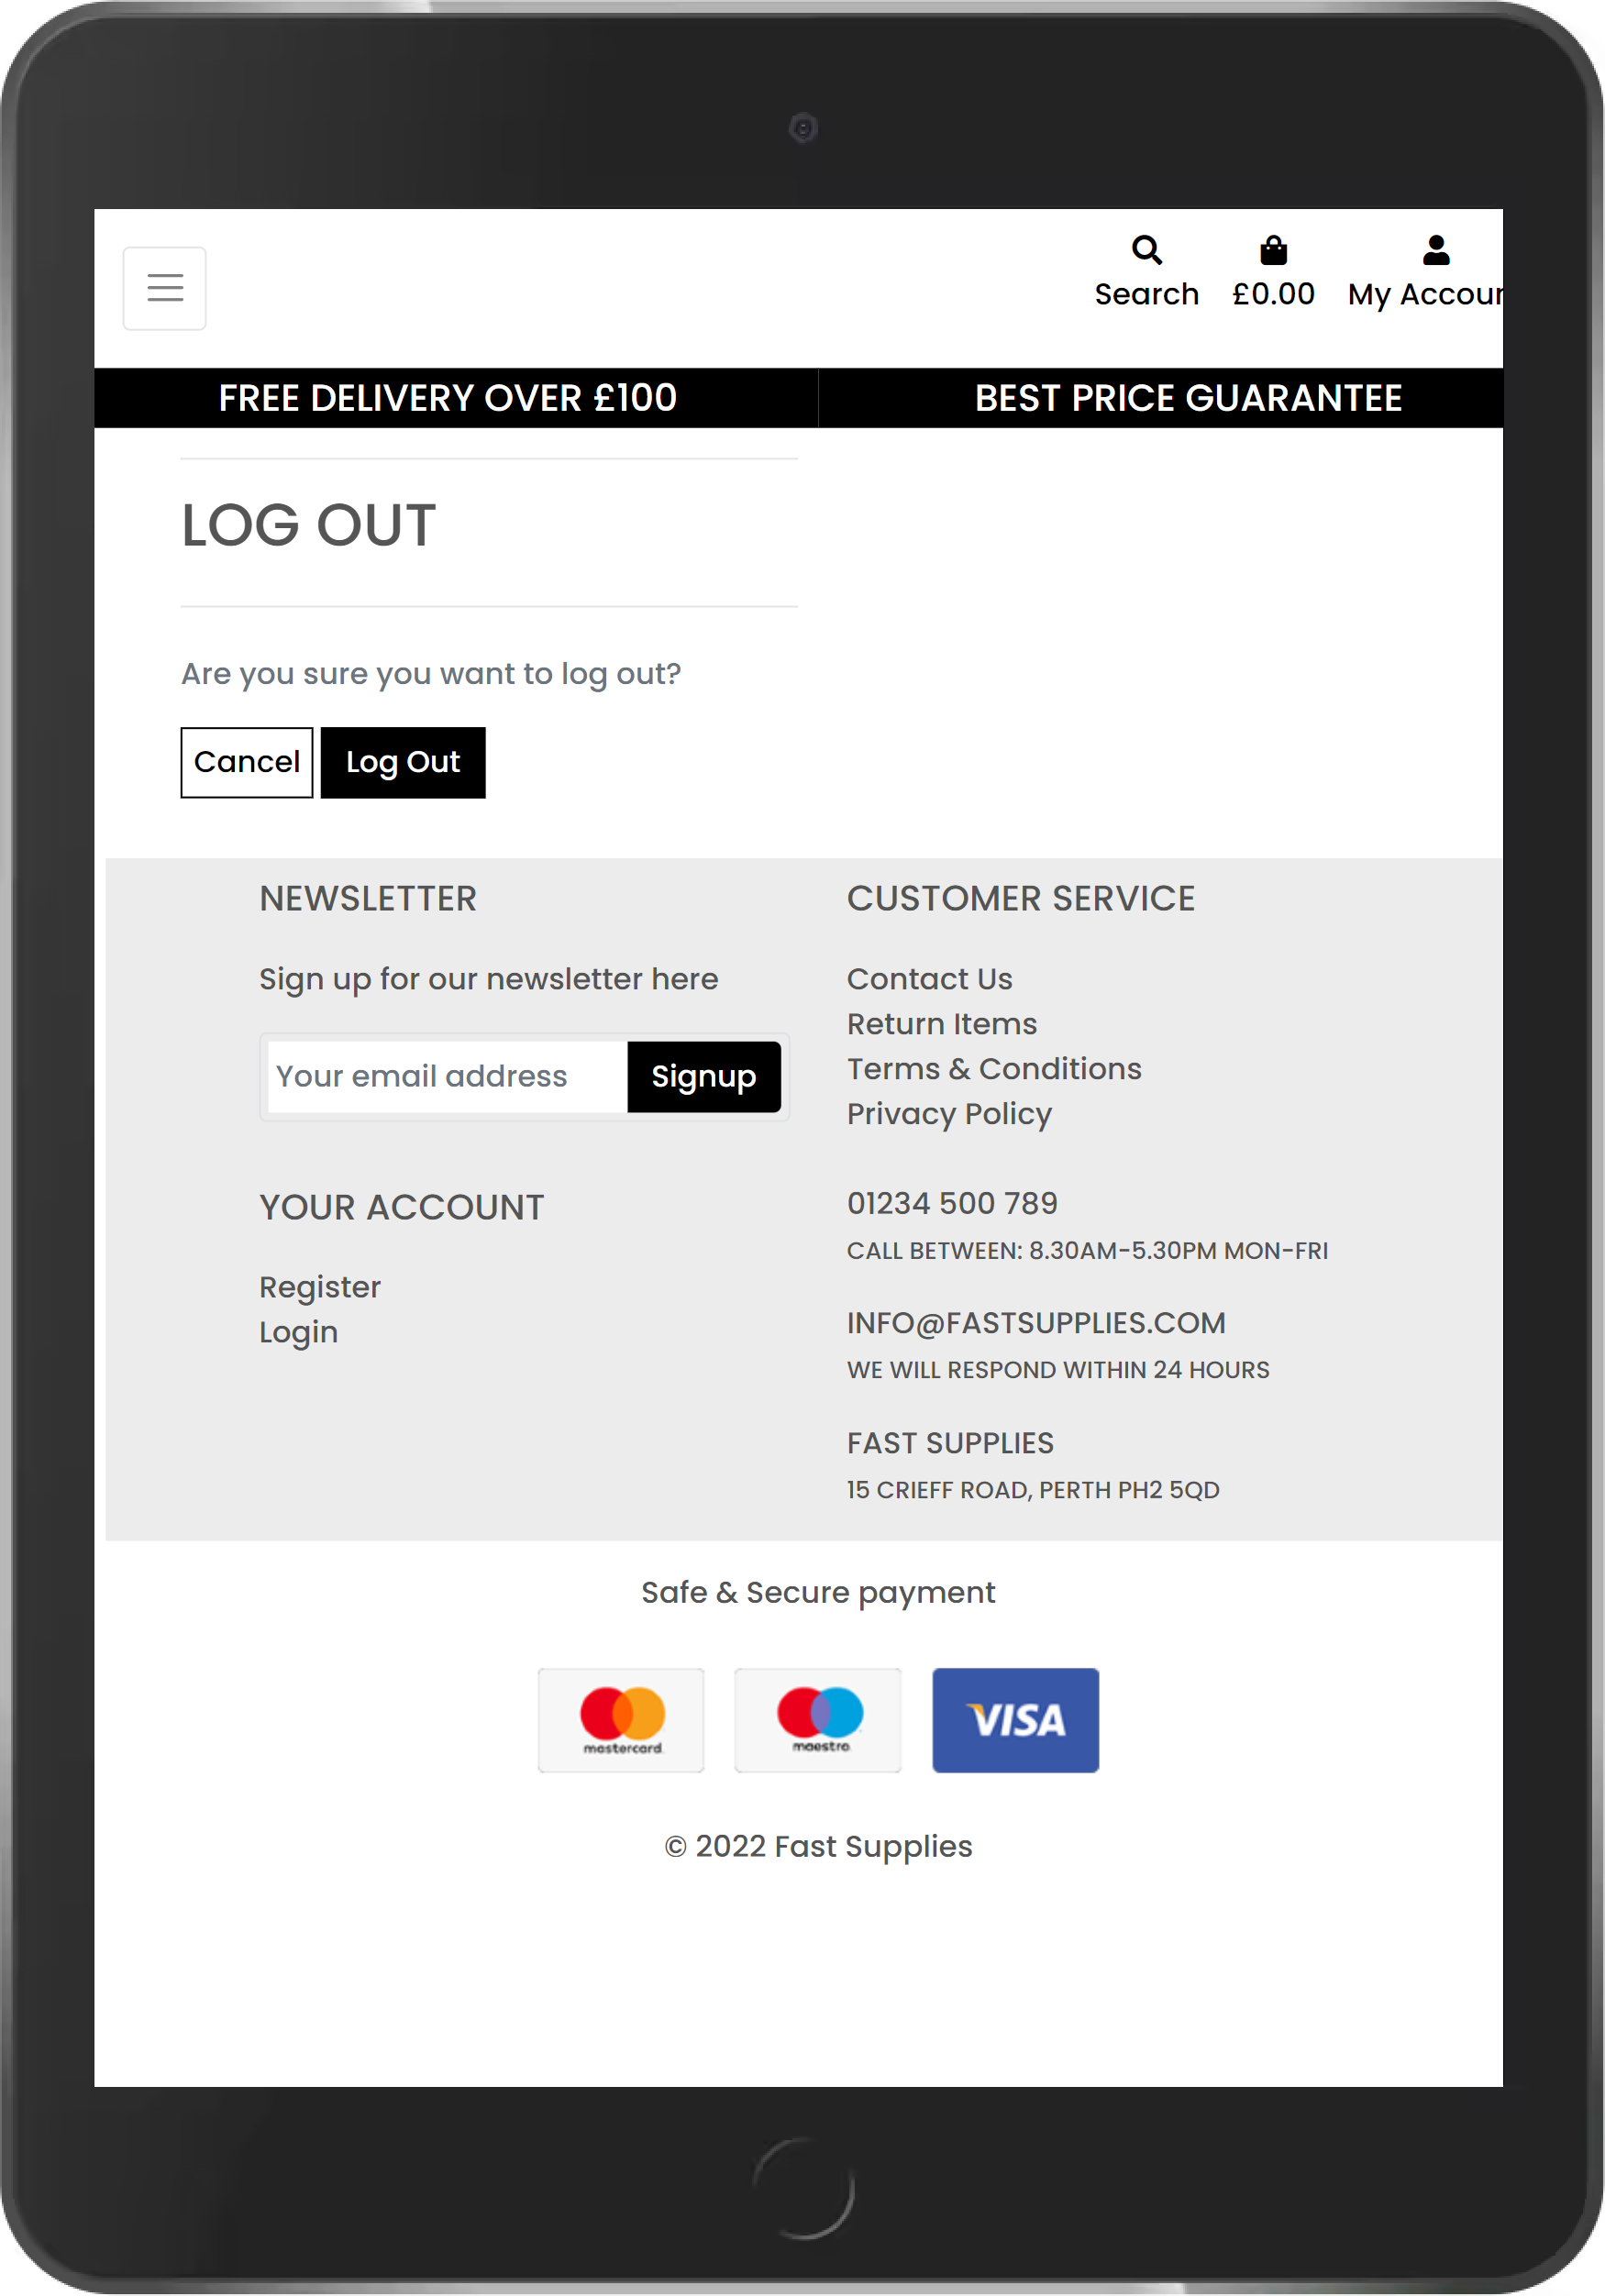 Search £0.00 My Accoun
FREE DELIVERY OVER £100 BEST PRICE GUARANTEE
LOG OUT
Are you sure you want to log out?
Cancel Log Out
NEWSLETTER
Sign up for our newsletter here
Your email address Signup
YOUR ACCOUNT
Register
Login
CUSTOMER SERVICE
Contact Us
Return Items
Terms & Conditions
Privacy Policy
01234 500 789
CALL BETWEEN: 8.30AM-5.30PM MON-FRI
INFO@FASTSUPPLIES.COM
WE WILL RESPOND WITHIN 24 HOURS
FAST SUPPLIES
15 CRIEFF ROAD, PERTH PH2 5QD
Safe & Secure payment
mastercard. maestro. VISA
© 2022 Fast Supplies